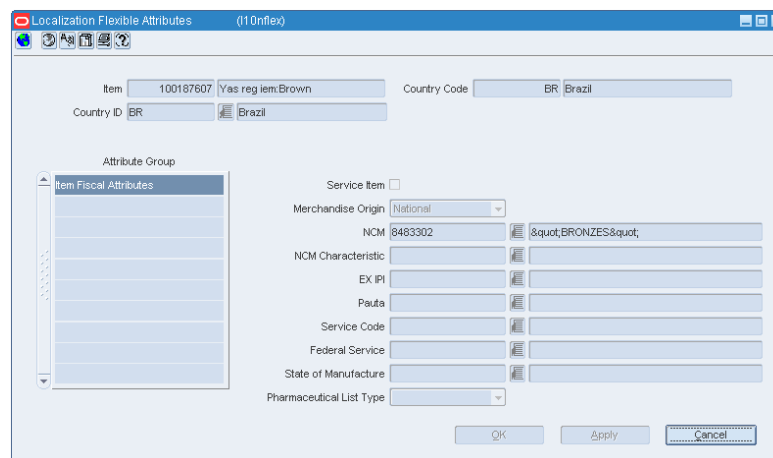 Localization Flexible Attributes (l10nflex)
Item 100187607 Yas reg iem:Brown Country Code BR Brazil
Country ID BR Brazil
Attribute Group
Item Fiscal Attributes Service Item
Merchandise Origin National
NCM 8483302 &quot;BRONZES&quot;
NCM Characteristic
EX IPI
Pauta
Service Code
Federal Service
State of Manufacture
Pharmaceutical List Type
OK Apply Cancel